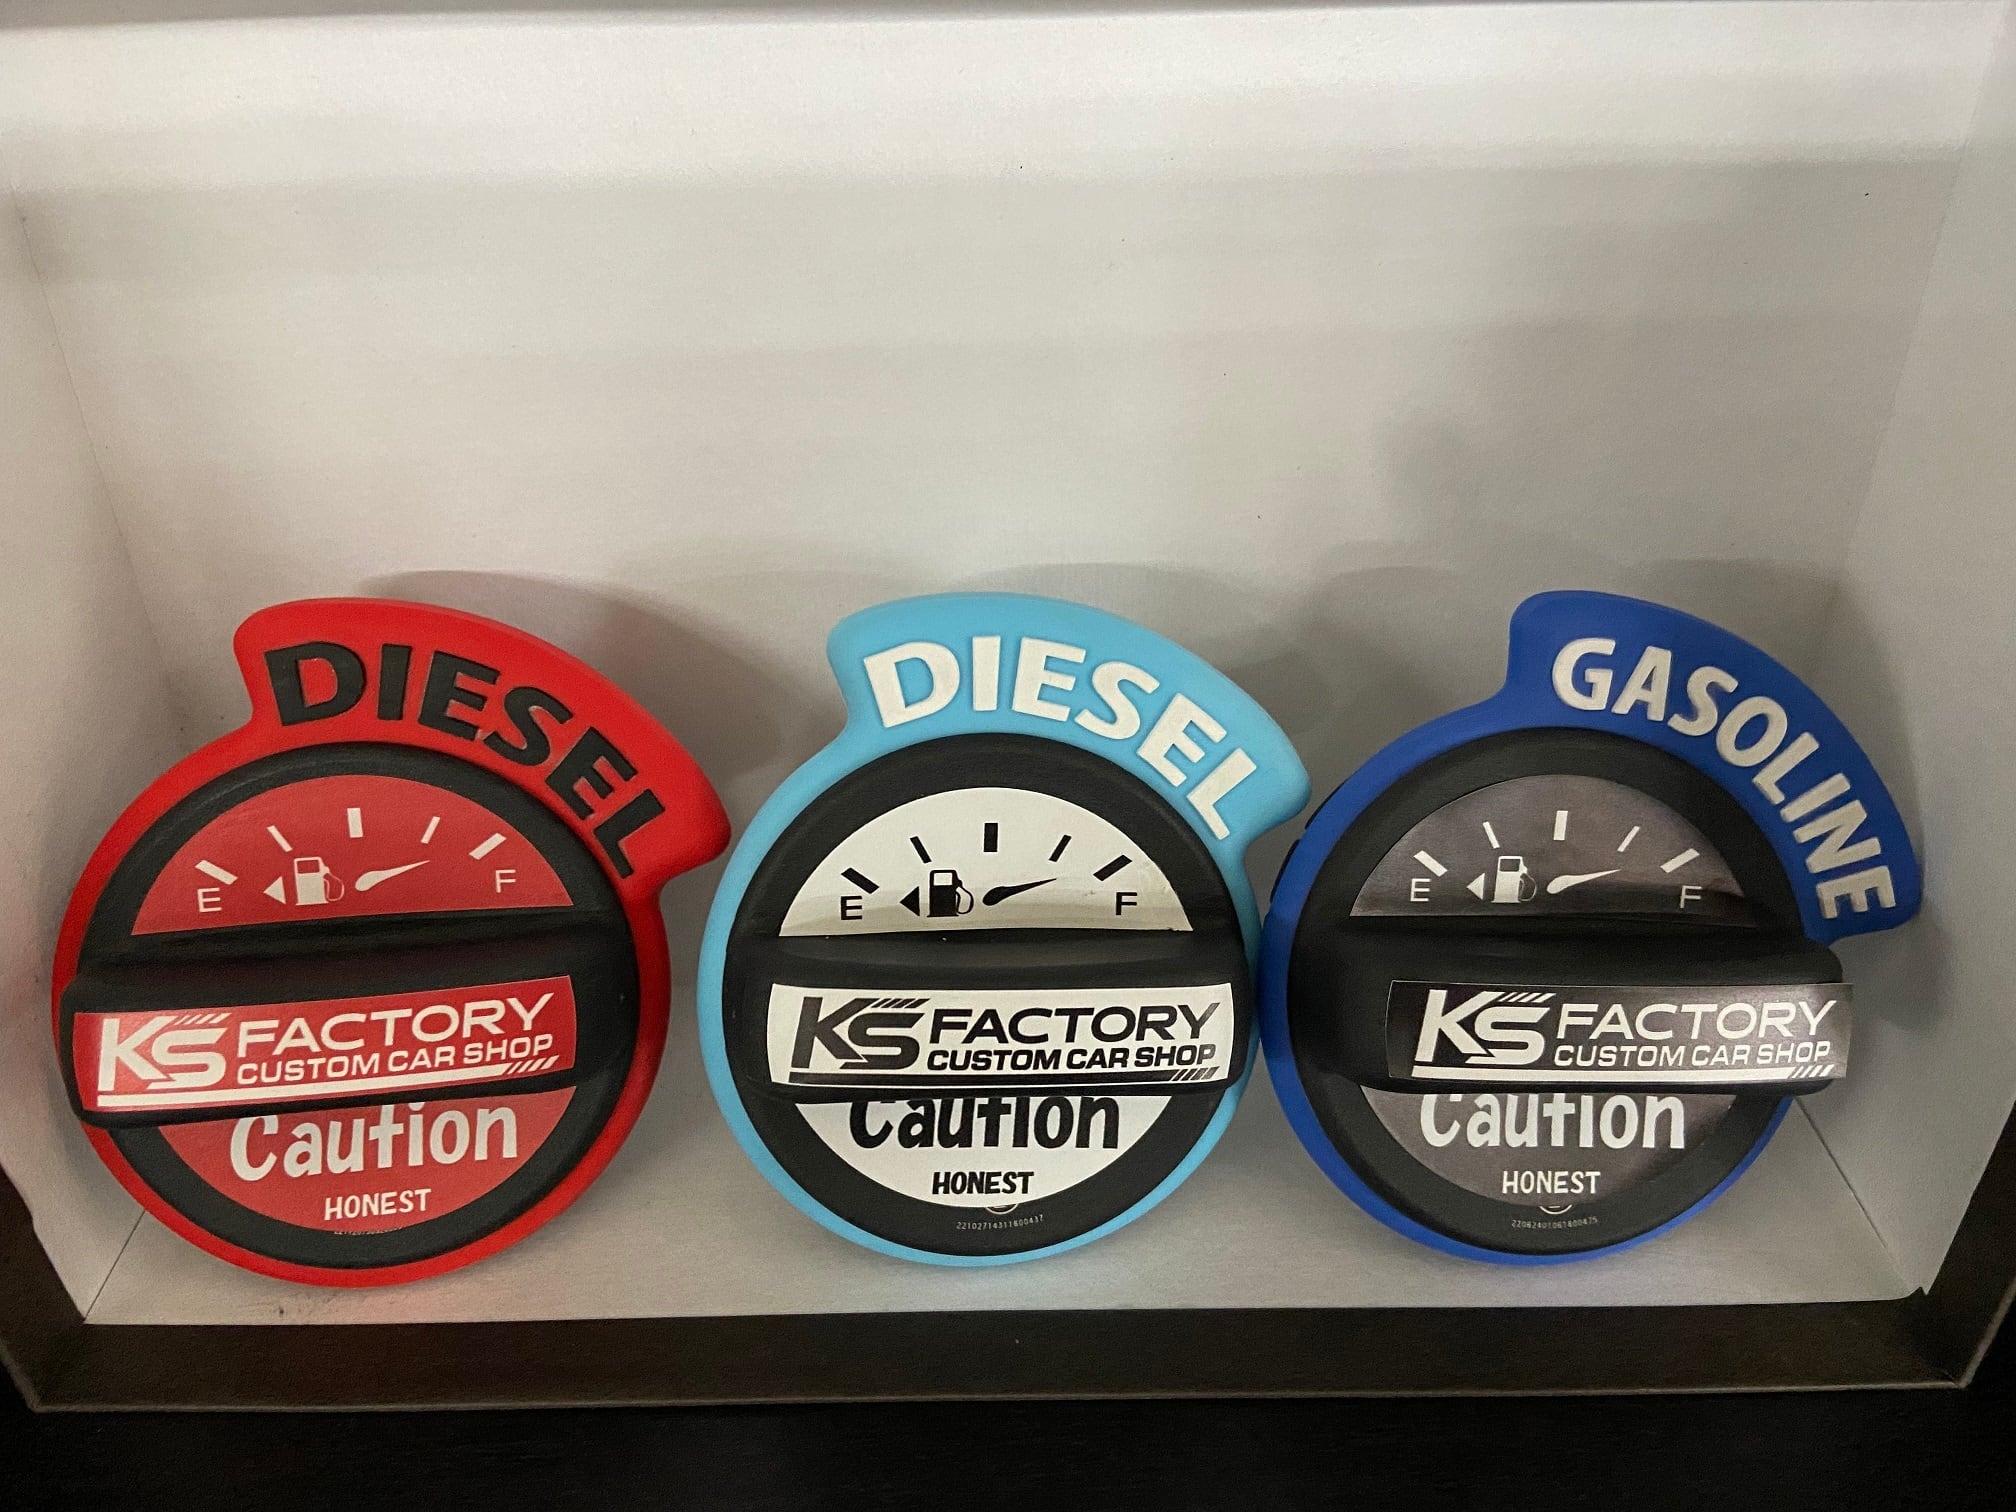 DIESEL
E F
KS FACTORY
CUSTOM CAR SHOP
Caution
HONEST
DIESEL
E F
KS FACTORY
CUSTOM CAR SHOP
Caution
HONEST
22102714311800437
GASOLINE
E F
KS FACTORY
CUSTOM CAR SHOP
Caution
HONEST